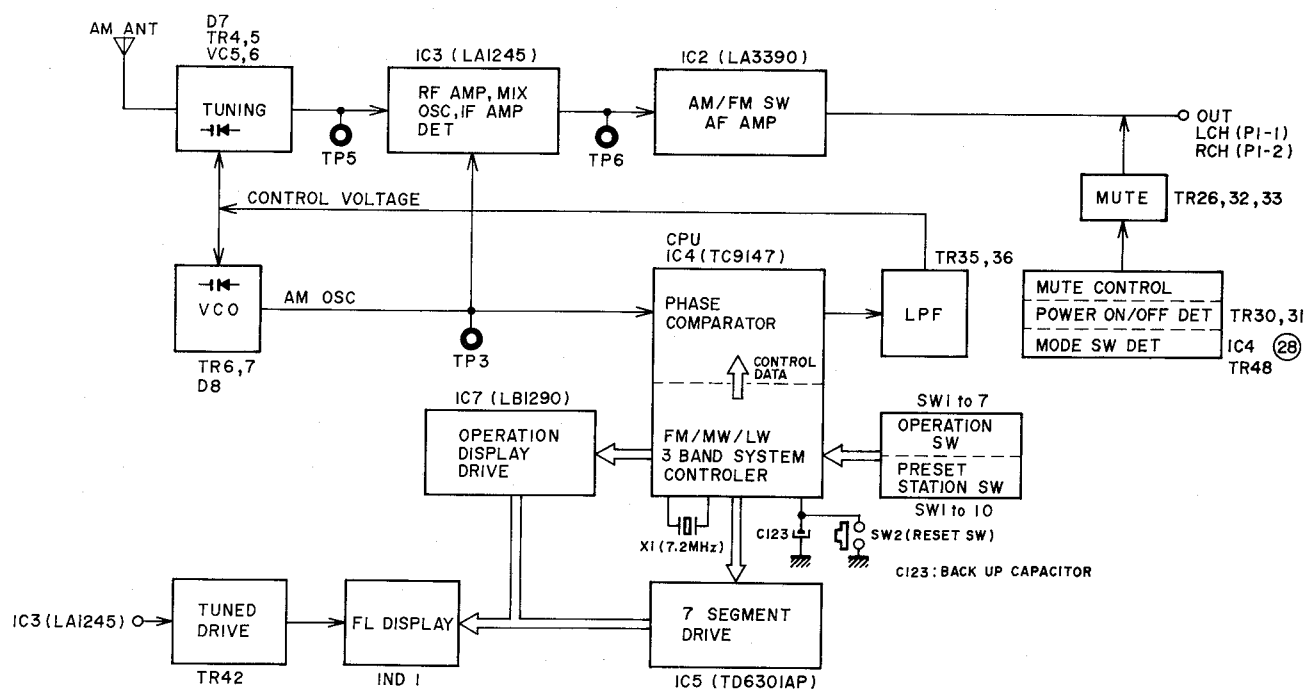 AM ANT
D7
TR4,5
VC5,6
TUNING
TP5
IC3 (LA1245)
RF AMP, MIX
OSC, IF AMP
DET
TP6
IC2 (LA3390)
AM/FM SW
AF AMP
OUT
LCH (P1-1)
RCH (P1-2)
MUTE
TR26,32,33
CONTROL VOLTAGE
VCO
TR6,7
D8
AM OSC
TP3
CPU
IC4 (TC9147)
PHASE
COMPARATOR
CONTROL
DATA
FM/MW/LW
3 BAND SYSTEM
CONTROLER
TR35,36
LPF
MUTE CONTROL
POWER ON/OFF DET
MODE SW DET
TR30,31
IC4 28
TR48
IC7 (LB1290)
OPERATION
DISPLAY
DRIVE
SW1 to 7
OPERATION
SW
PRESET
STATION SW
SW1 to 10
X1 (7.2MHz)
C123
SW2 (RESET SW)
C123: BACK UP CAPACITOR
IC3 (LA1245)
TUNED
DRIVE
TR42
FL DISPLAY
IND 1
7 SEGMENT
DRIVE
IC5 (TD6301AP)